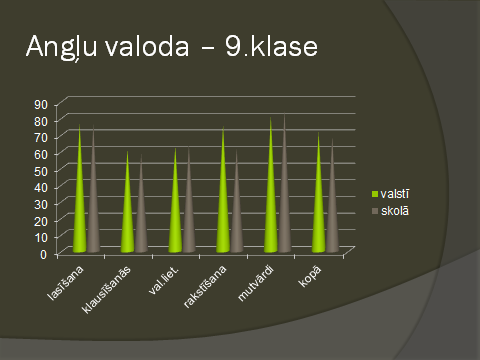 Angļu valoda – 9.klase
90
80
70
60
50
40
30
20
10
0
lasīšana
klausīšanās
val.liet.
rakstīšana
mutvārdi
kopā
valstī
skolā